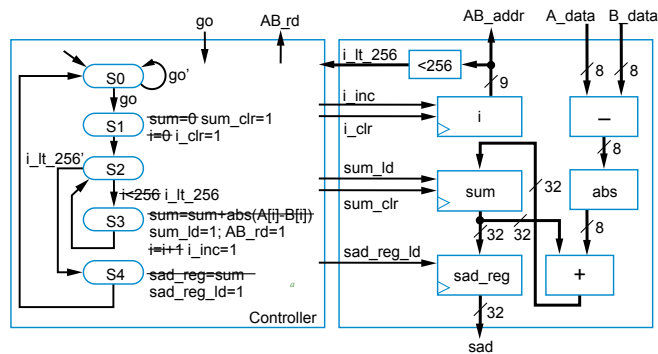 go
AB_rd
AB_addr
A_data
B_data
i_lt_256
<256
8
8
go’
S0
9
go
i_inc
S1
sum=0 sum_clr=1
i=0 i_clr=1
i
–
i_clr
8
i_lt_256’
S2
sum_ld
i<256 i_lt_256
sum
32
abs
S3
sum=sum+abs(A[i]-B[i])
sum_clr
sum_ld=1; AB_rd=1
32
32
8
i=i+1 i_inc=1
sad_reg_ld
S4
sad_reg=sum
sad_reg_ld=1
a
sad_reg
+
Controller
32
sad